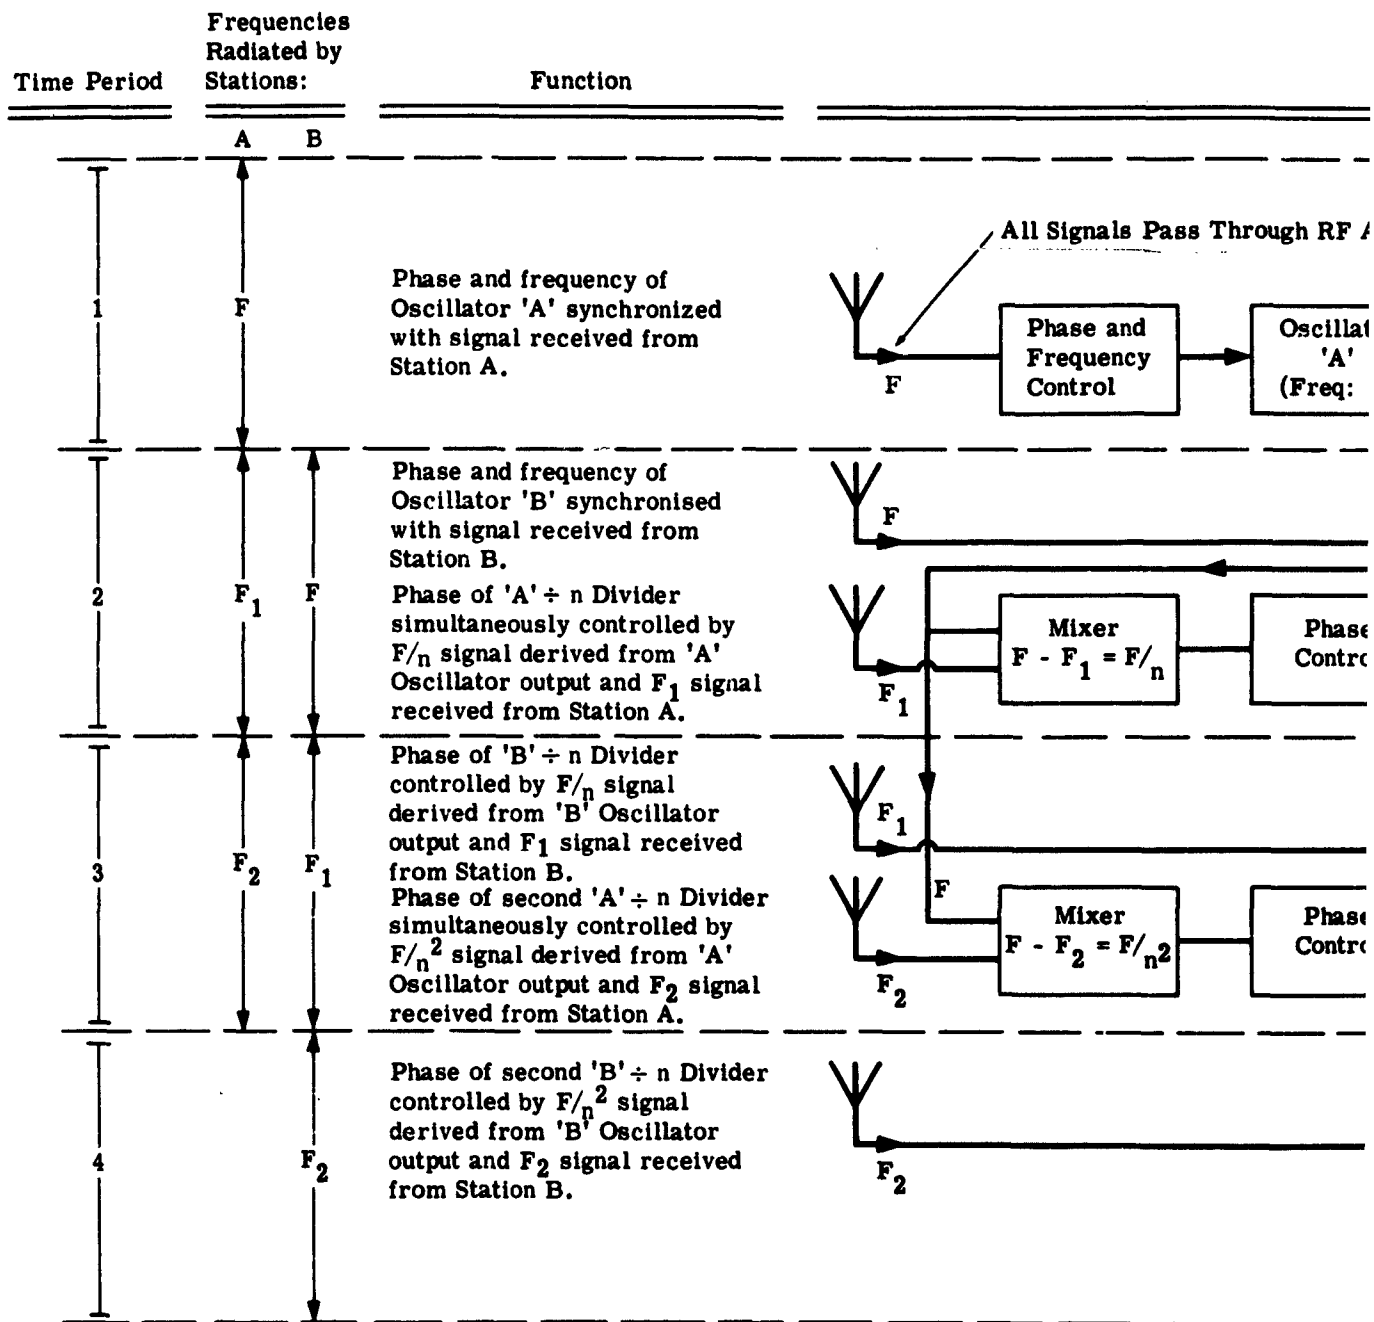 Frequencies
Radiated by
Time Period Stations: Function
A B
All Signals Pass Through RF
1
F
Phase and frequency of
Oscillator 'A' synchronized
with signal received from
Station A.
F
Phase and
Frequency
Control
'A'
(Freq:
2
F1
F
Phase and frequency of
Oscillator 'B' synchronised
with signal received from
Station B.
Phase of 'A' ÷ n Divider
simultaneously controlled by
F/n signal derived from 'A'
Oscillator output and F1 signal
received from Station A.
F
F1
Mixer
F - F1 = F/n
Phase
3
F2
F1
Phase of 'B' ÷ n Divider
controlled by F/n signal
derived from 'B' Oscillator
output and F1 signal received
from Station B.
Phase of second 'A' ÷ n Divider
simultaneously controlled by
F/n² signal derived from 'A'
Oscillator output and F2 signal
received from Station A.
F1
F
F2
Mixer
F - F2 = F/n²
Phase
4
F2
Phase of second 'B' ÷ n Divider
controlled by F/n² signal
derived from 'B' Oscillator
output and F2 signal received
from Station B.
F2